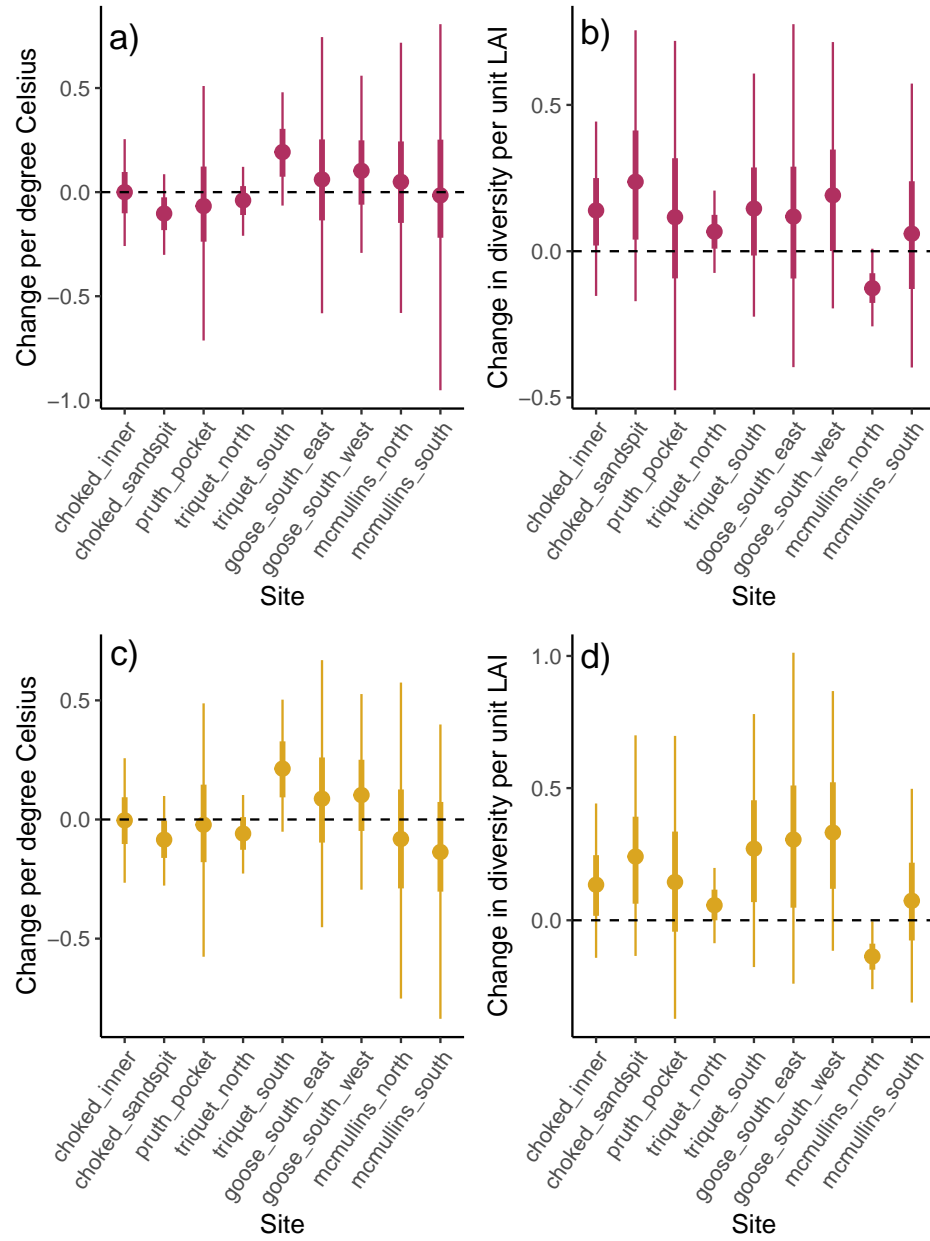 a)
Change per degree Celsius
0.5
0.0
−0.5
−1.0
choked_inner
choked_sandspit
pruth_pocket
triquet_north
triquet_south
goose_south_east
goose_south_west
mcmullins_north
mcmullins_south
Site
b)
Change in diversity per unit LAI
0.5
0.0
−0.5
choked_inner
choked_sandspit
pruth_pocket
triquet_north
triquet_south
goose_south_east
goose_south_west
mcmullins_north
mcmullins_south
Site
c)
Change per degree Celsius
0.5
0.0
−0.5
choked_inner
choked_sandspit
pruth_pocket
triquet_north
triquet_south
goose_south_east
goose_south_west
mcmullins_north
mcmullins_south
Site
d)
Change in diversity per unit LAI
1.0
0.5
0.0
choked_inner
choked_sandspit
pruth_pocket
triquet_north
triquet_south
goose_south_east
goose_south_west
mcmullins_north
mcmullins_south
Site